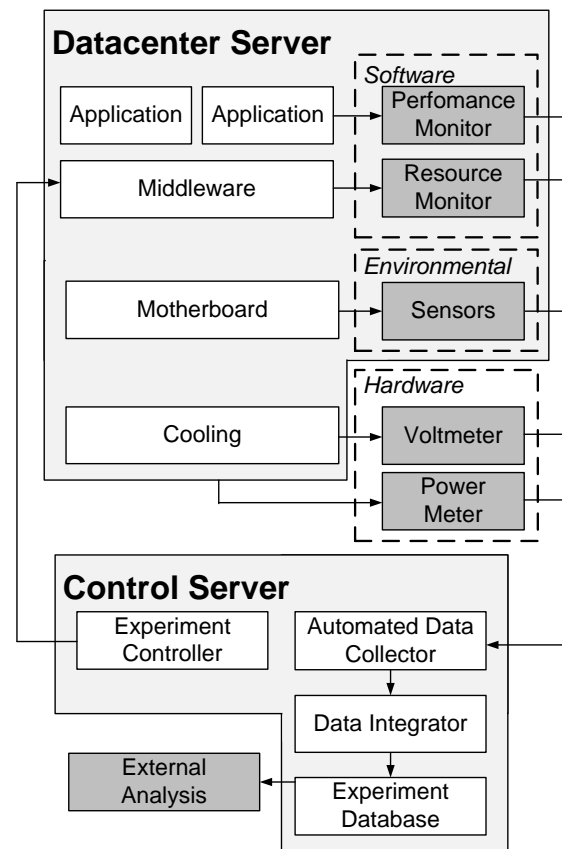 Datacenter Server
Software
Application
Application
Perfomance
Monitor
Middleware
Resource
Monitor
Environmental
Motherboard
Sensors
Hardware
Cooling
Voltmeter
Power
Meter
Control Server
Experiment
Controller
Automated Data
Collector
Data Integrator
External
Analysis
Experiment
Database